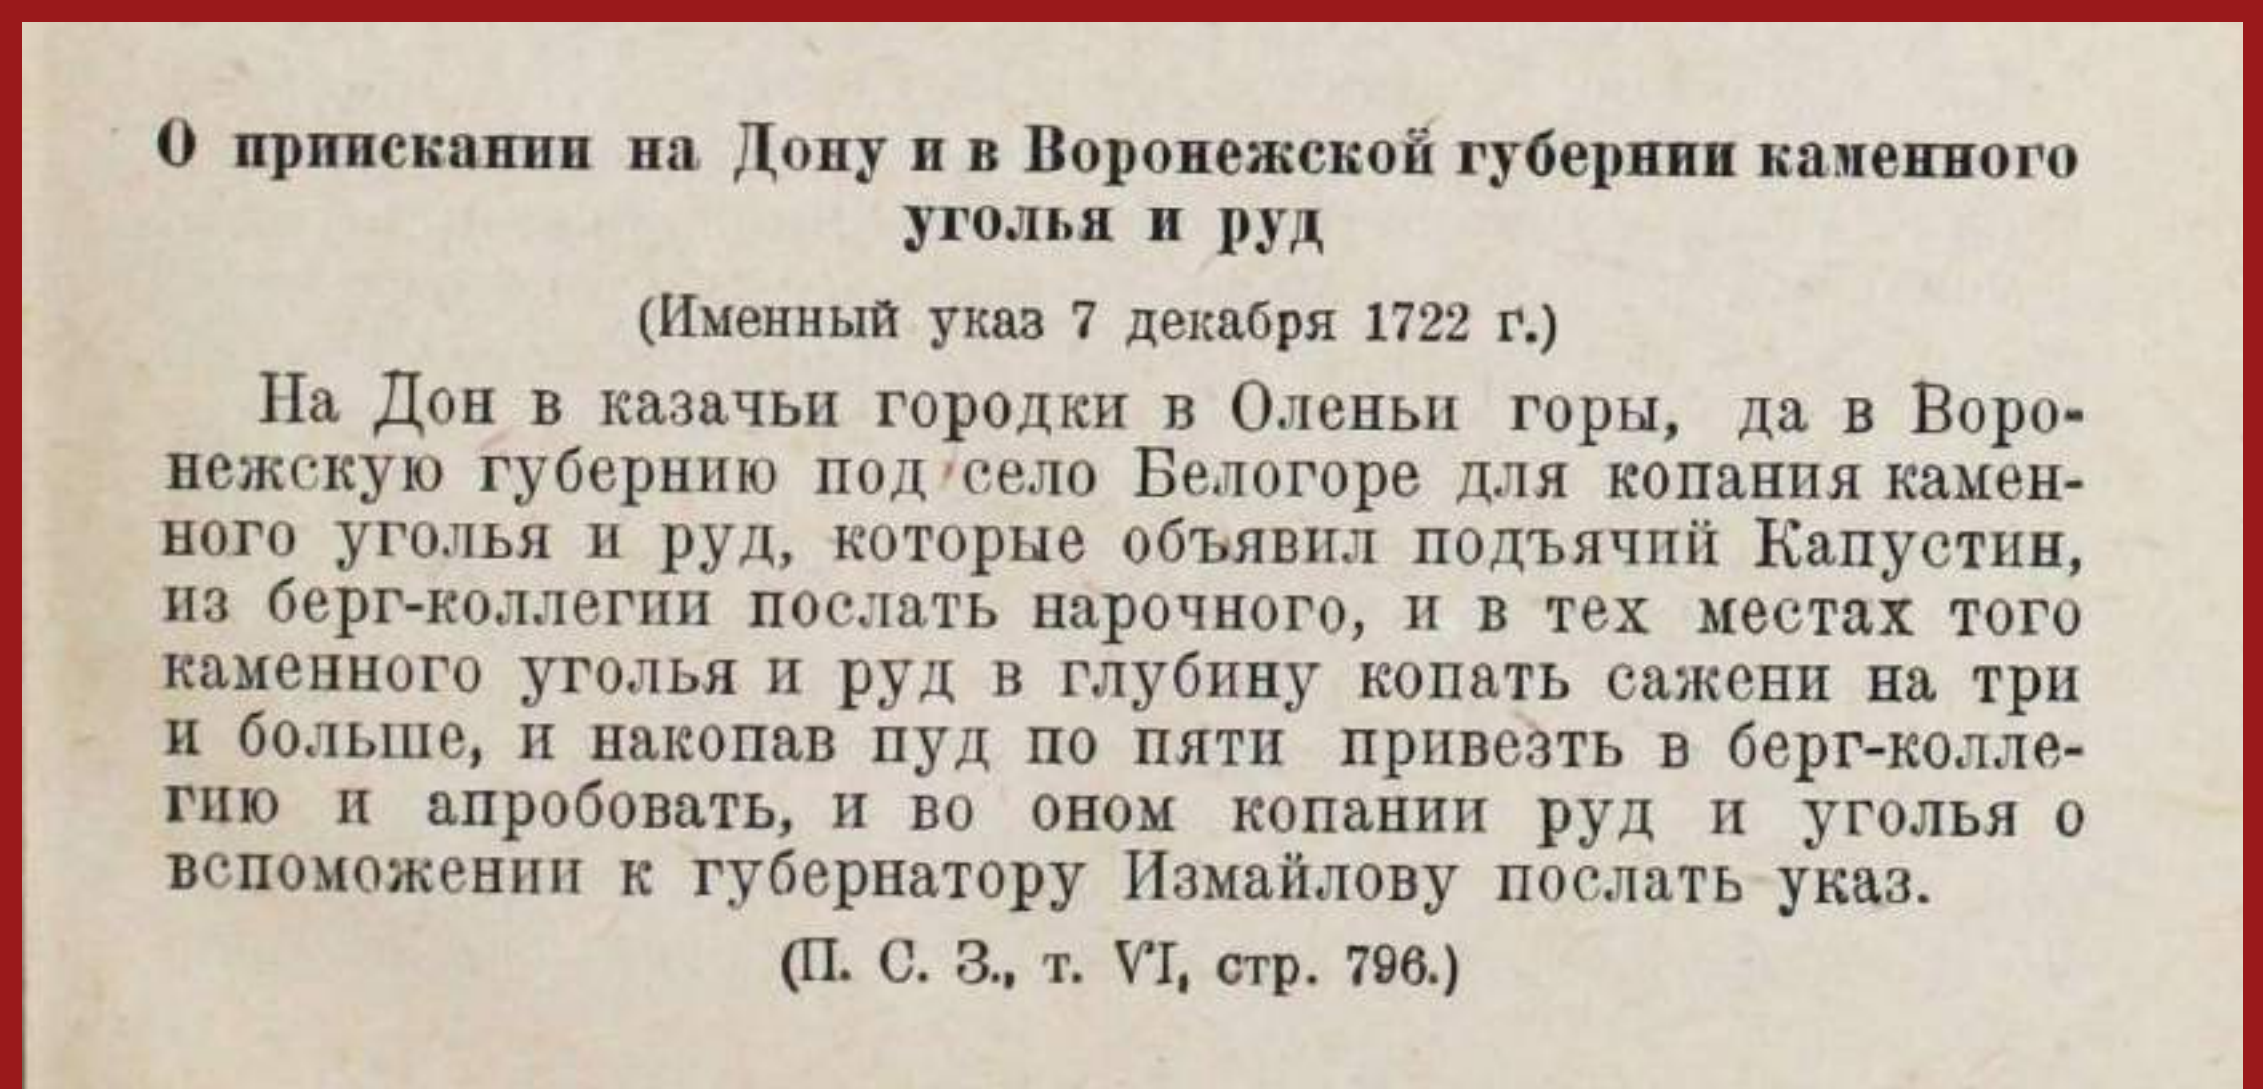 О приискании на Дону и в Воронежской губернии каменного
уголья и руд
(Именный указ 7 декабря 1722 г.)
На Дон в казачьи городки в Оленьи горы, да в Воро-
нежскую губернию под село Белогоре для копания камен-
ного уголья и руд, которые объявил подъячий Капустин,
из берг-коллегии послать нарочного, и в тех местах того
каменного уголья и руд в глубину копать сажени на три
и больше, и накопав пуд по пяти привезть в берг-колле-
гию и апробовать, и во оном копании руд и уголья о
вспоможении к губернатору Измайлову послать указ.
(П. С. З., т. VI, стр. 796.)